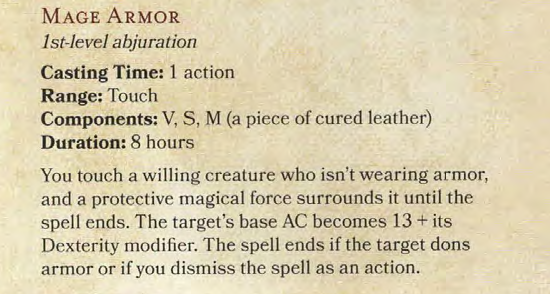 MAGE ARMOR
1st-level abjuration
Casting Time: 1 action
Range: Touch
Components: V, S, M (a piece of cured leather)
Duration: 8 hours
You touch a willing creature who isn't wearing armor,
and a protective magical force surrounds it until the
spell ends. The target's base AC becomes 13 + its
Dexterity modifier. The spell ends if the target dons
armor or if you dismiss the spell as an action.